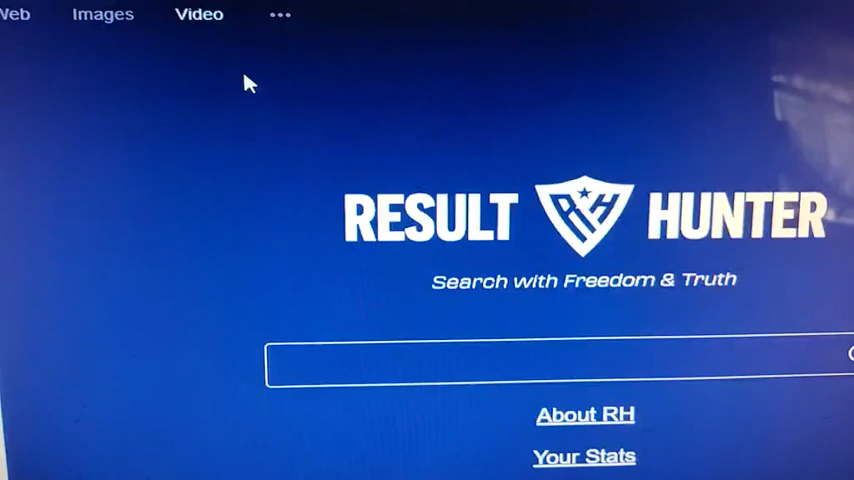 Web Images Video
RESULT RH HUNTER
Search with Freedom & Truth
About RH
Your Stats